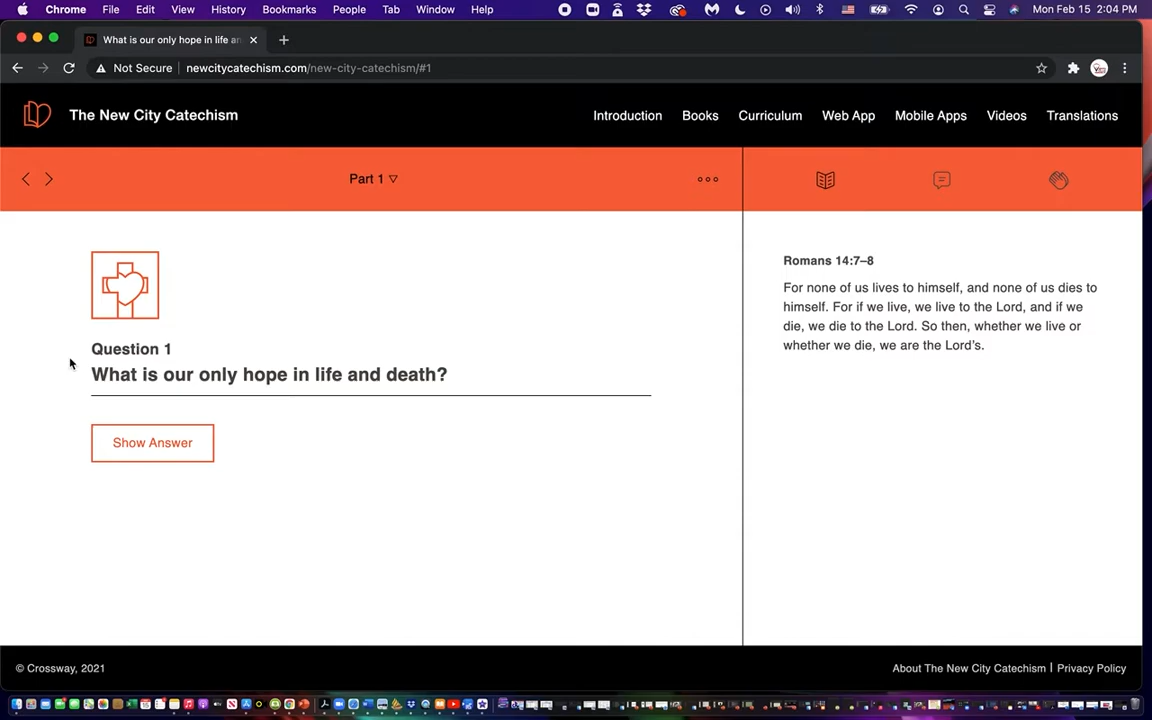 Chrome File Edit View History Bookmarks People Tab Window Help Mon Feb 15 2:04 PM
What is our only hope in life an
Not Secure newcitycatechism.com/new-city-catechism/#1
The New City Catechism
Introduction Books Curriculum Web App Mobile Apps Videos Translations
Part 1
Question 1
What is our only hope in life and death?
Show Answer
Romans 14:7–8
For none of us lives to himself, and none of us dies to
himself. For if we live, we live to the Lord, and if we
die, we die to the Lord. So then, whether we live or
whether we die, we are the Lord's.
© Crossway, 2021
About The New City Catechism | Privacy Policy